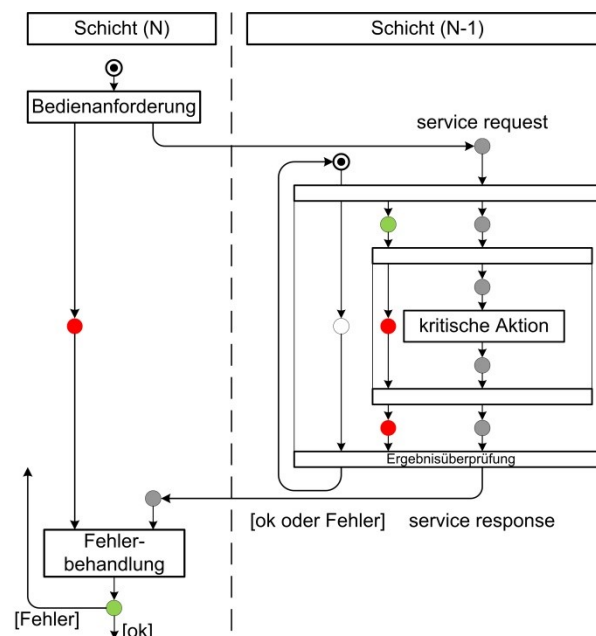 Schicht (N)
Schicht (N-1)
Bedienanforderung
service request
kritische Aktion
Ergebnisüberprüfung
[ok oder Fehler]
service response
Fehler-
behandlung
[Fehler]
[ok]